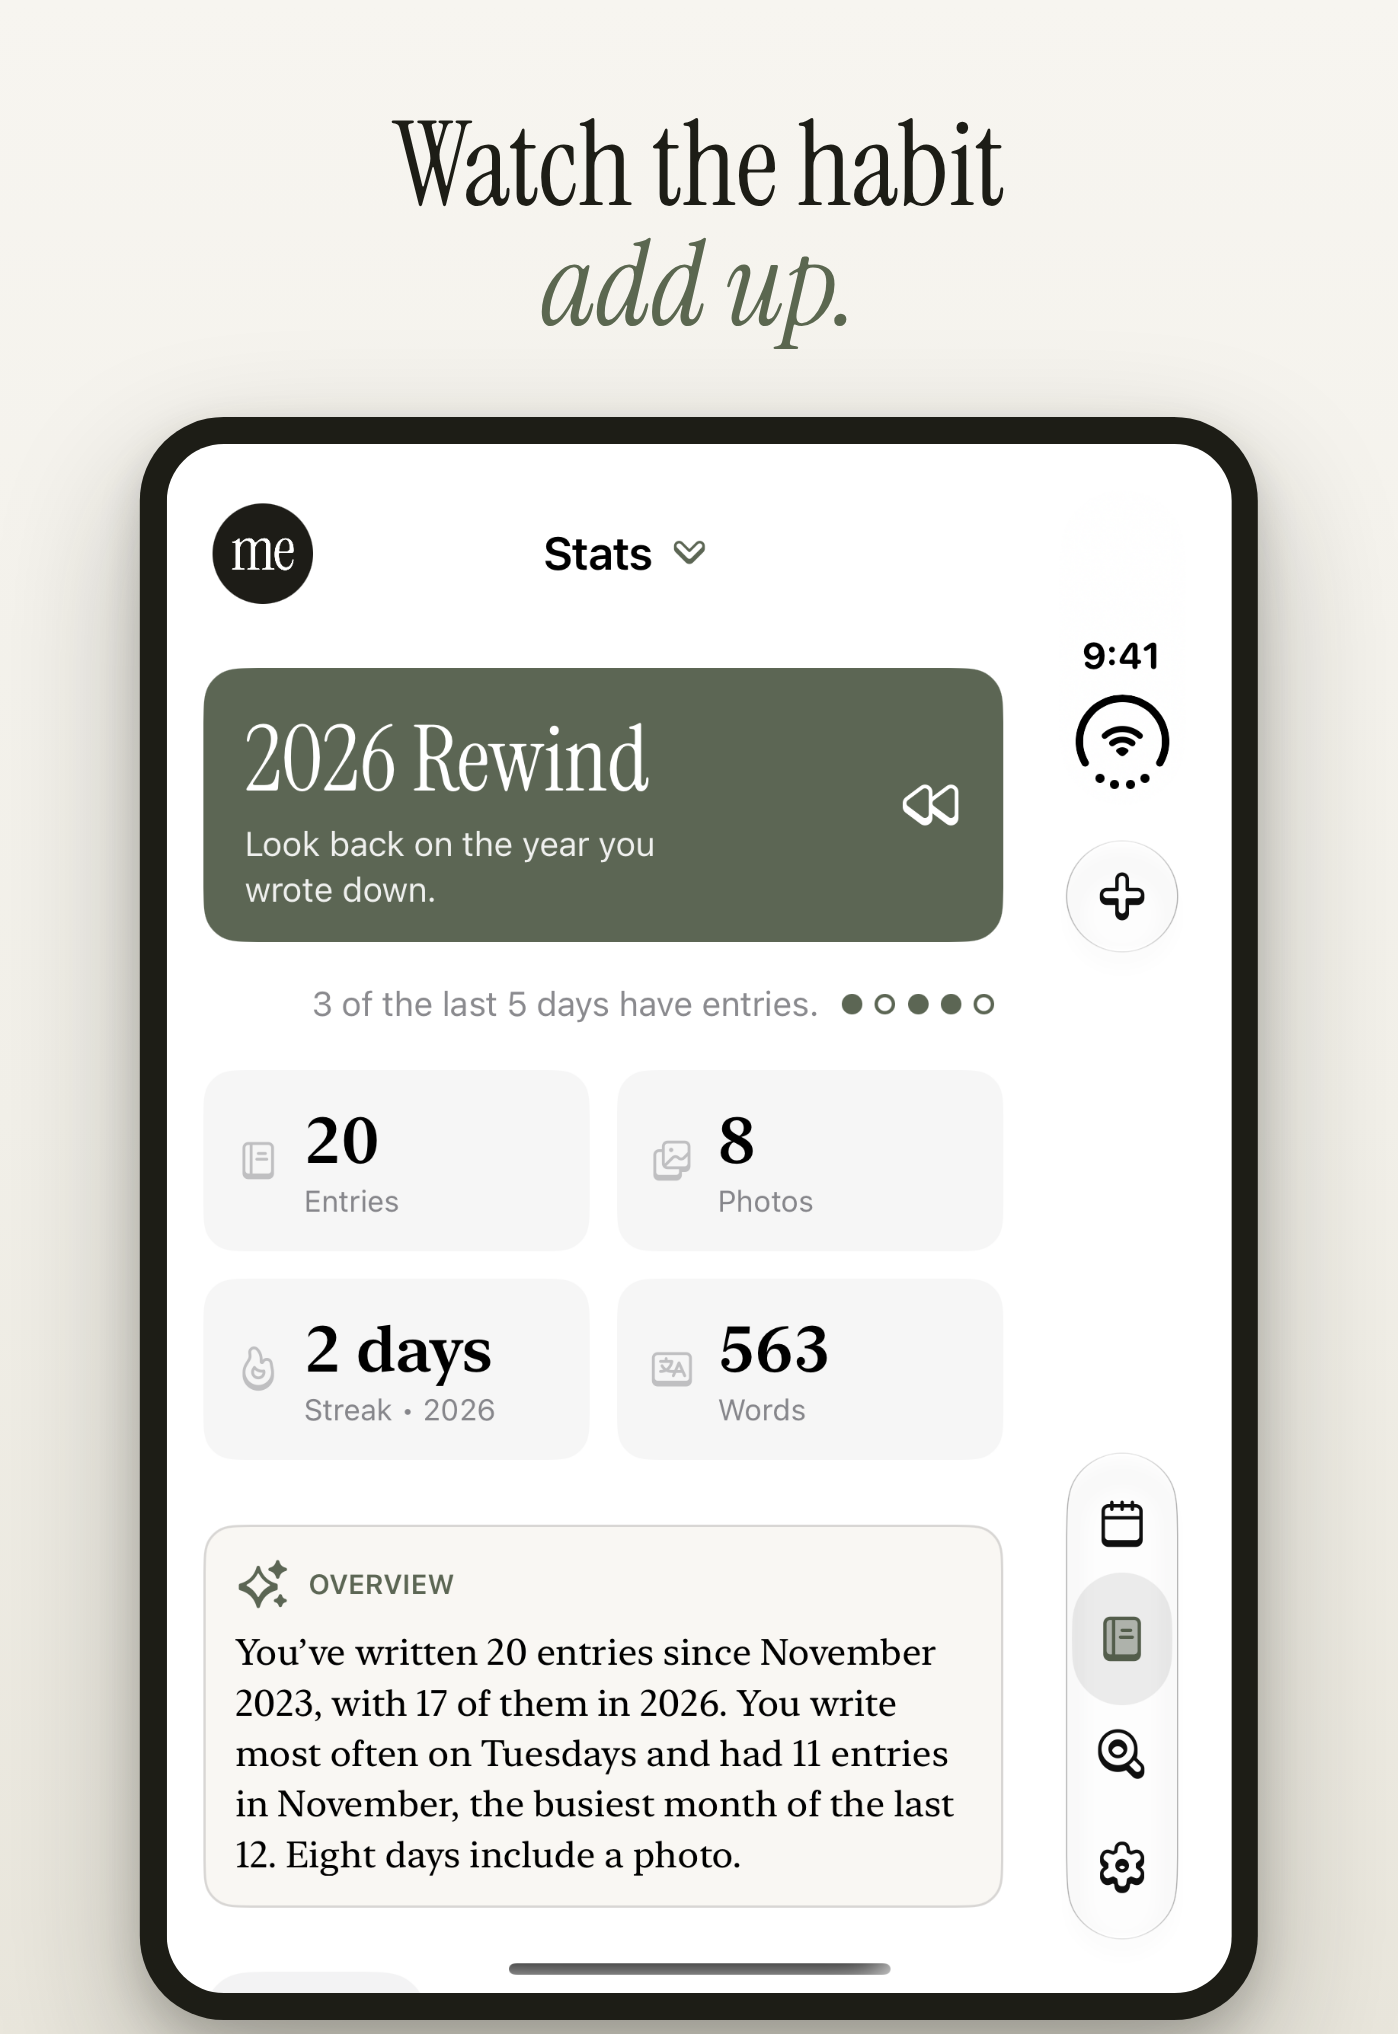 Watch the habit
add up.
me
Stats
9:41
2026 Rewind
Look back on the year you
wrote down.
3 of the last 5 days have entries.
20
Entries
8
Photos
2 days
Streak • 2026
563
Words
OVERVIEW
You’ve written 20 entries since November
2023, with 17 of them in 2026. You write
most often on Tuesdays and had 11 entries
in November, the busiest month of the last
12. Eight days include a photo.